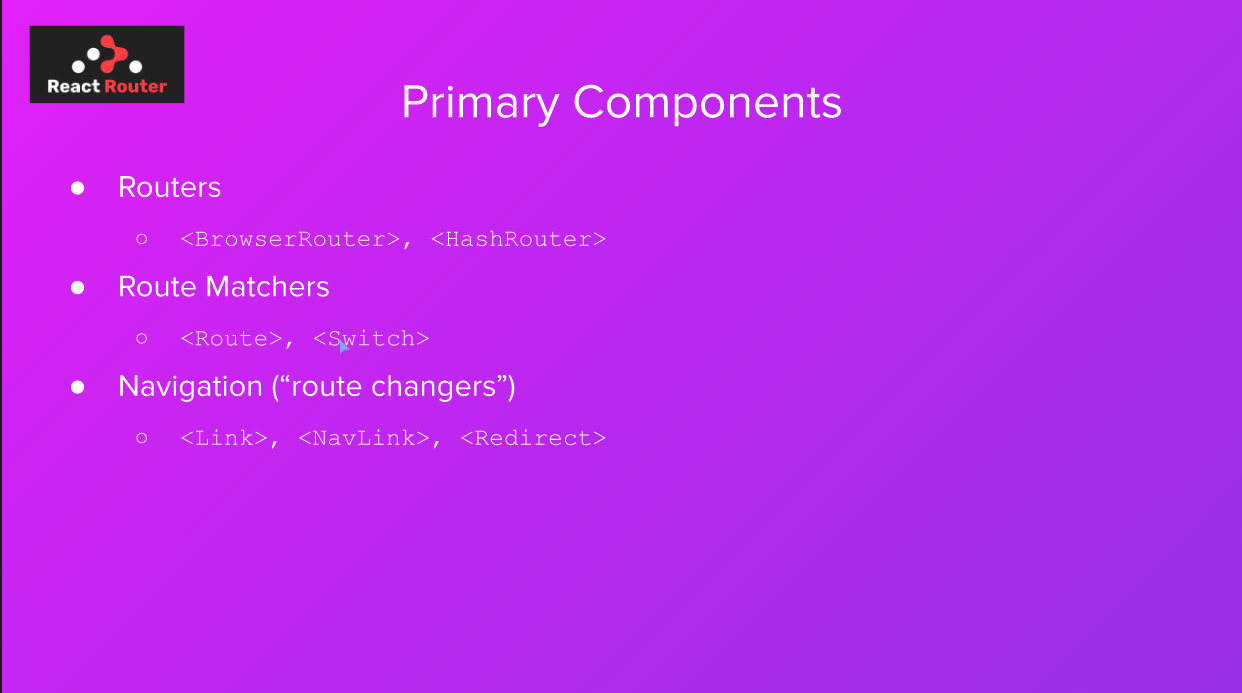 React Router
Primary Components
● Routers
○ <BrowserRouter>, <HashRouter>
● Route Matchers
○ <Route>, <Switch>
● Navigation (“route changers”)
○ <Link>, <NavLink>, <Redirect>